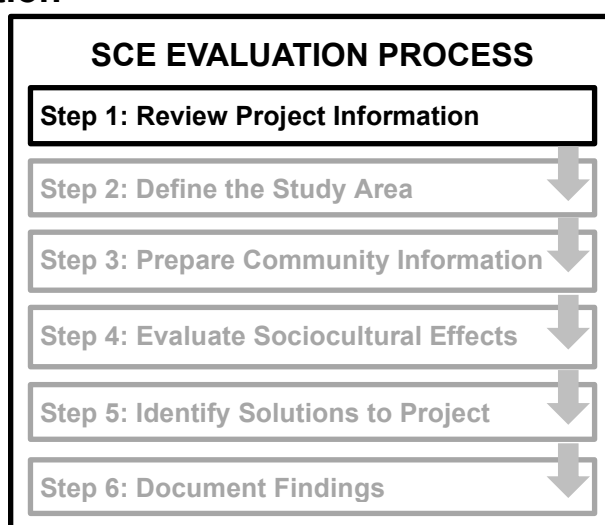 SCE EVALUATION PROCESS
Step 1: Review Project Information
Step 2: Define the Study Area
Step 3: Prepare Community Information
Step 4: Evaluate Sociocultural Effects
Step 5: Identify Solutions to Project
Step 6: Document Findings